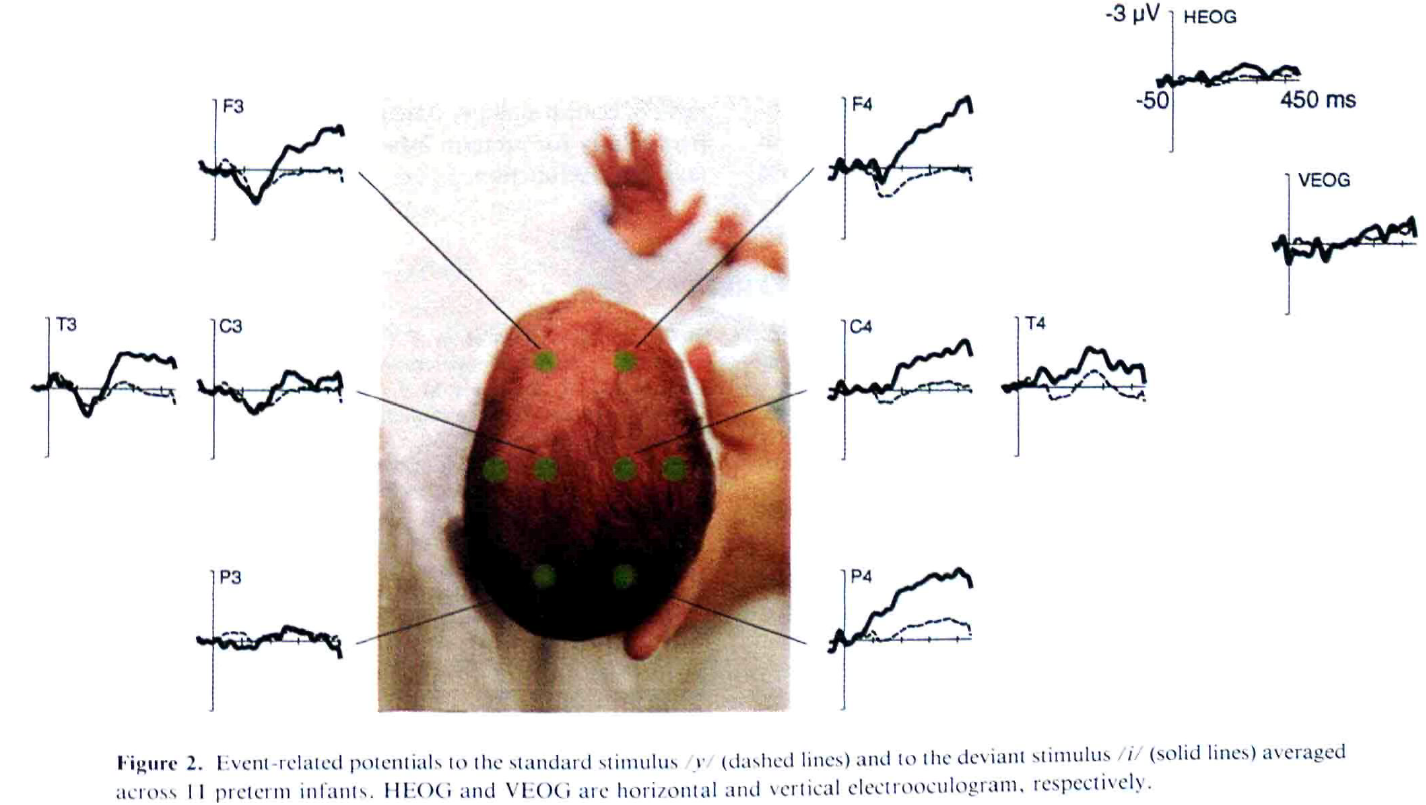 -3 µV HEOG
-50 450 ms
F3
F4
VEOG
T3
C3
C4
T4
P3
P4
Figure 2. Event-related potentials to the standard stimulus /y/ (dashed lines) and to the deviant stimulus /i/ (solid lines) averaged
across 11 preterm infants. HEOG and VEOG are horizontal and vertical electrooculogram, respectively.